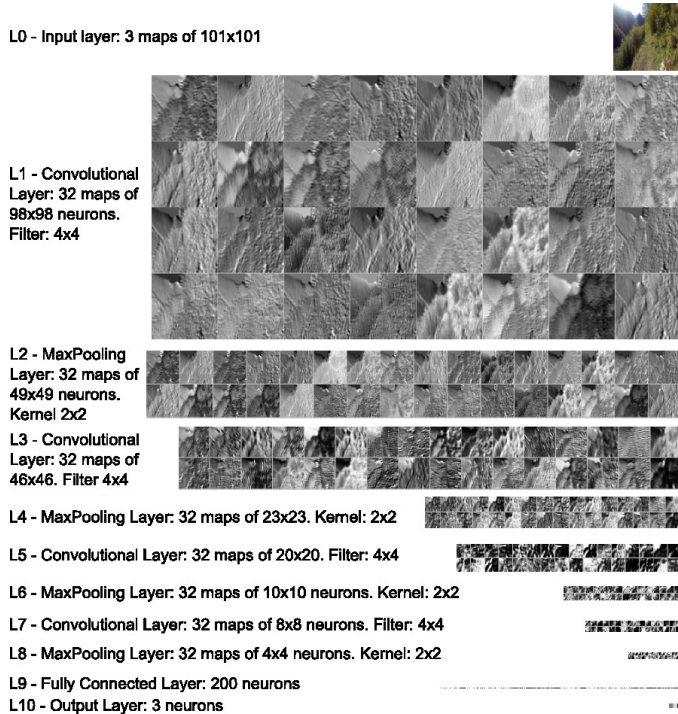 L0 - Input layer: 3 maps of 101x101
L1 - Convolutional
Layer: 32 maps of
98x98 neurons.
Filter: 4x4
L2 - MaxPooling
Layer: 32 maps of
49x49 neurons.
Kernel 2x2
L3 - Convolutional
Layer: 32 maps of
46x46. Filter 4x4
L4 - MaxPooling Layer: 32 maps of 23x23. Kernel: 2x2
L5 - Convolutional Layer: 32 maps of 20x20. Filter: 4x4
L6 - MaxPooling Layer: 32 maps of 10x10 neurons. Kernel: 2x2
L7 - Convolutional Layer: 32 maps of 8x8 neurons. Filter: 4x4
L8 - MaxPooling Layer: 32 maps of 4x4 neurons. Kernel: 2x2
L9 - Fully Connected Layer: 200 neurons
L10 - Output Layer: 3 neurons